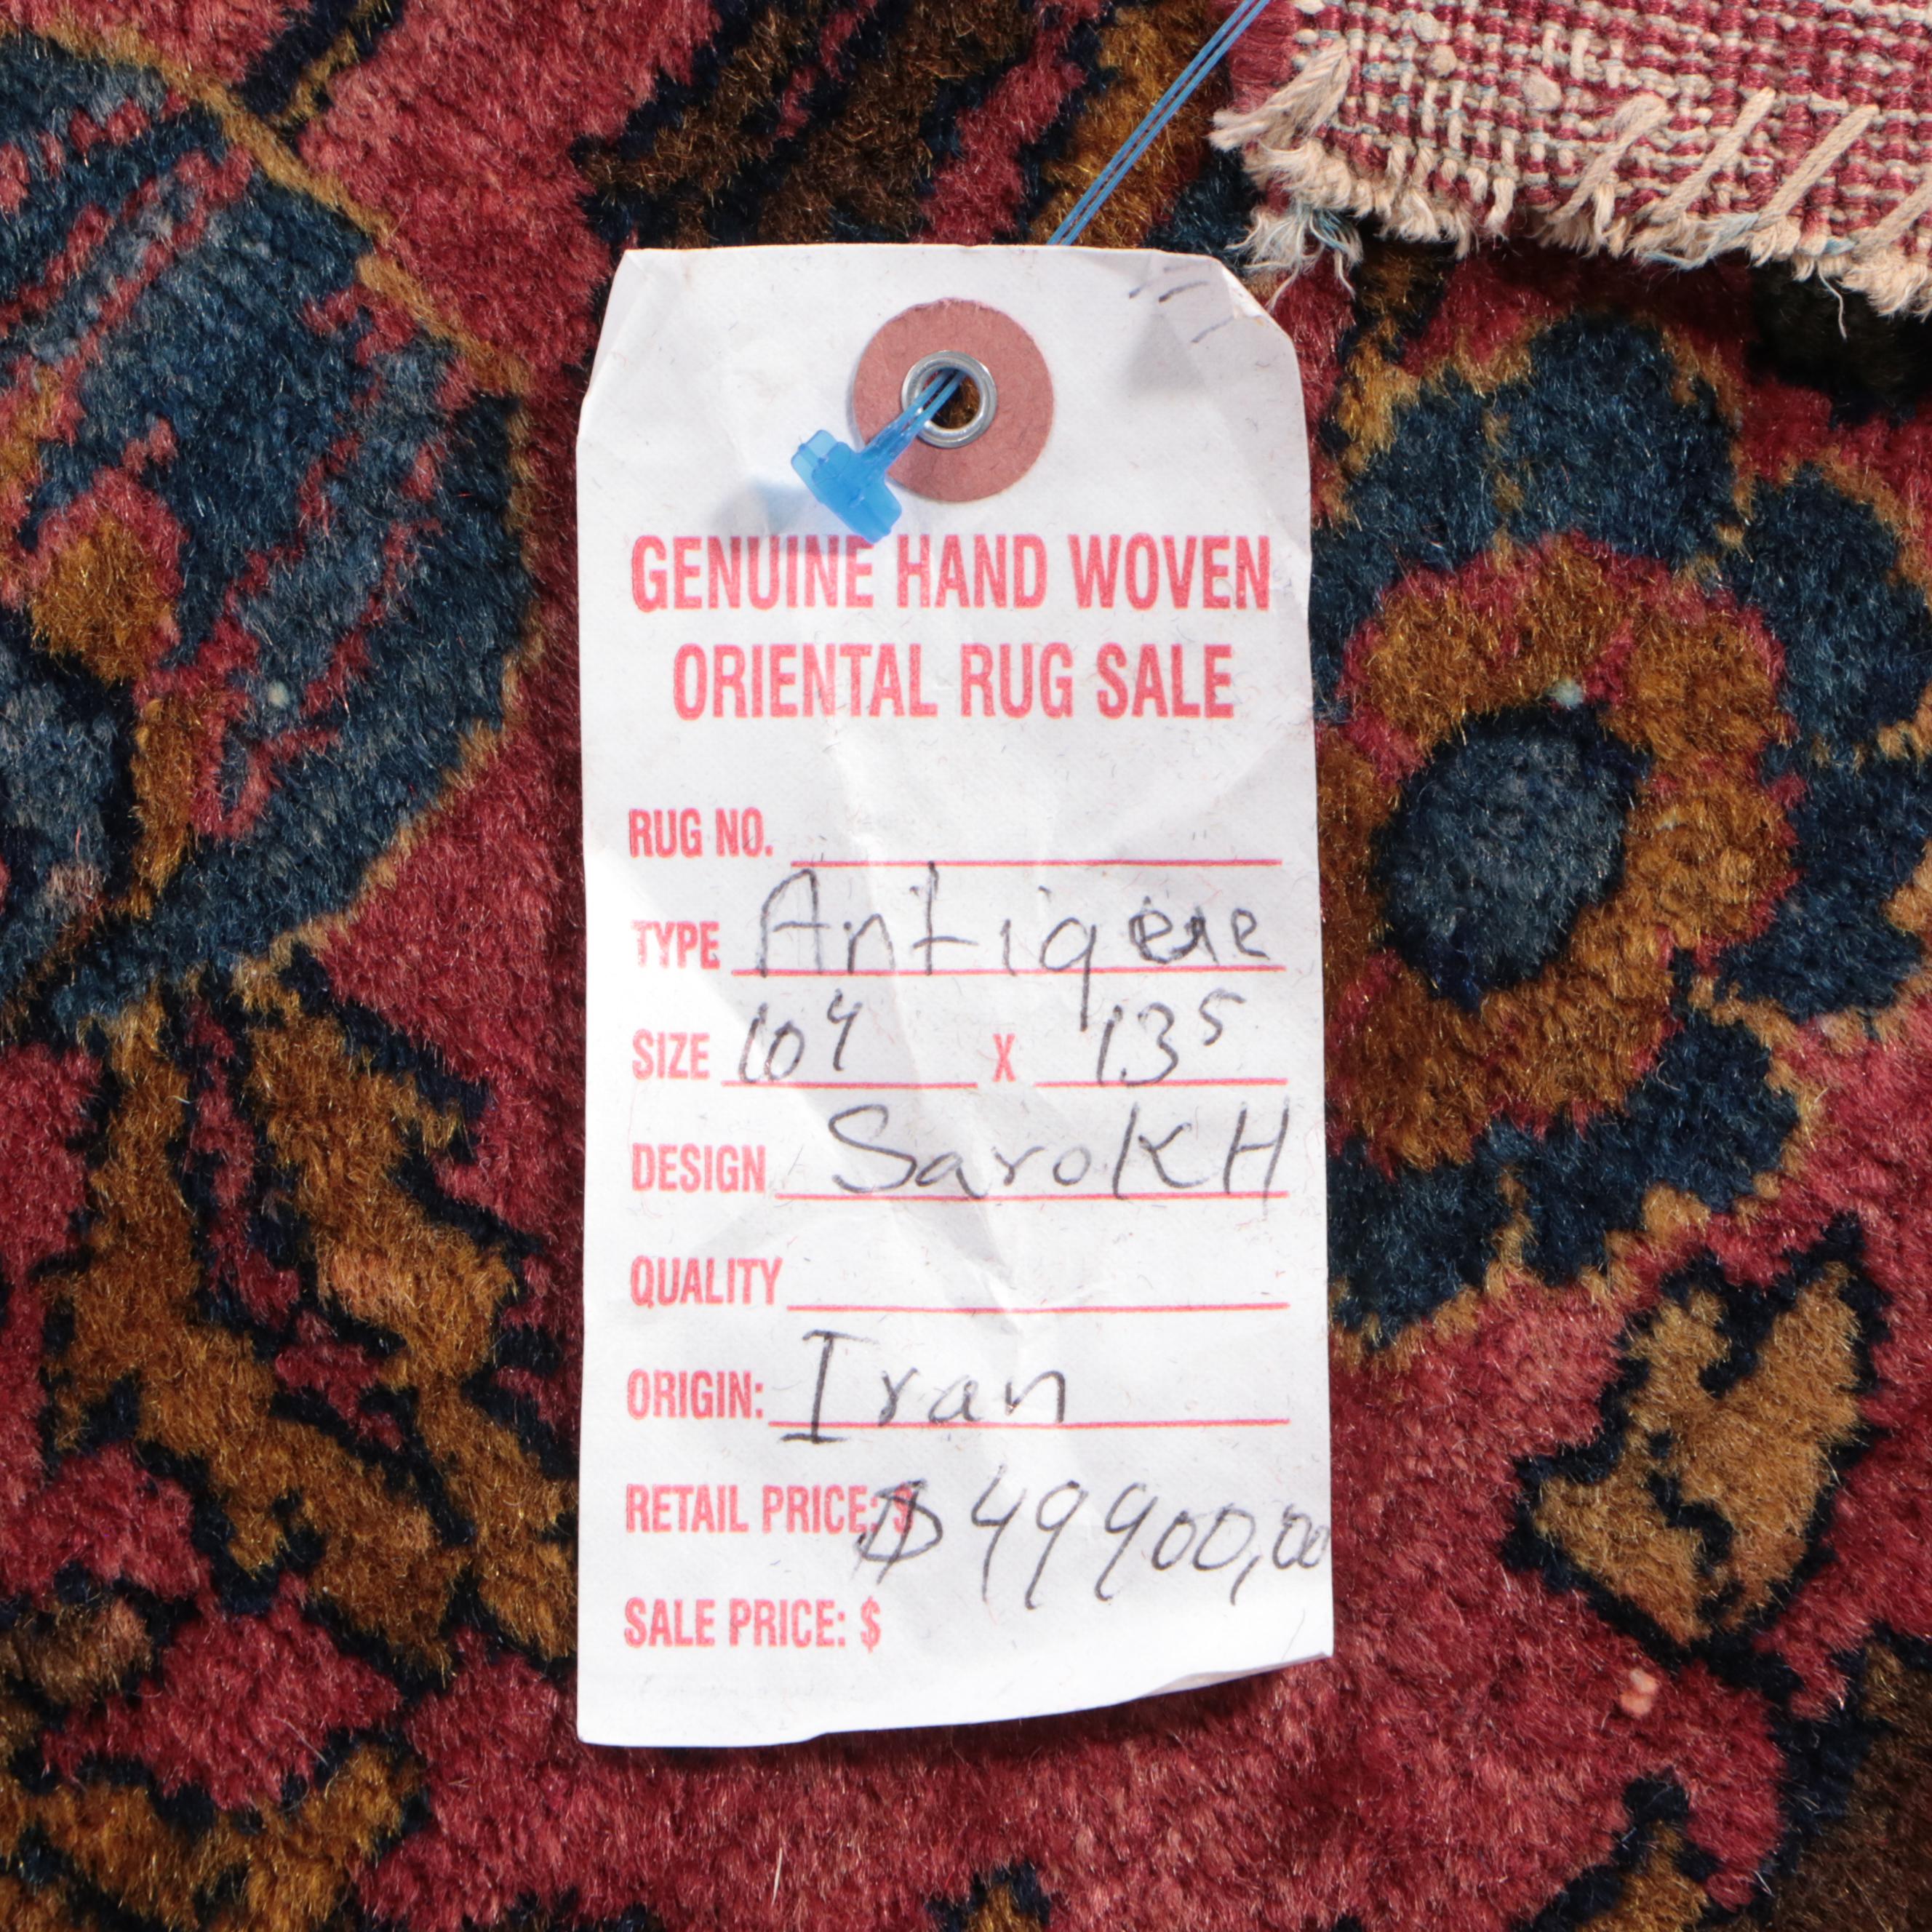 GENUINE HAND WOVEN
ORIENTAL RUG SALE
RUG NO.
TYPE Antique
SIZE 10⁴ X 13⁵
DESIGN SaroKH
QUALITY
ORIGIN: Iran
RETAIL PRICE: $ $49900,00
SALE PRICE: $